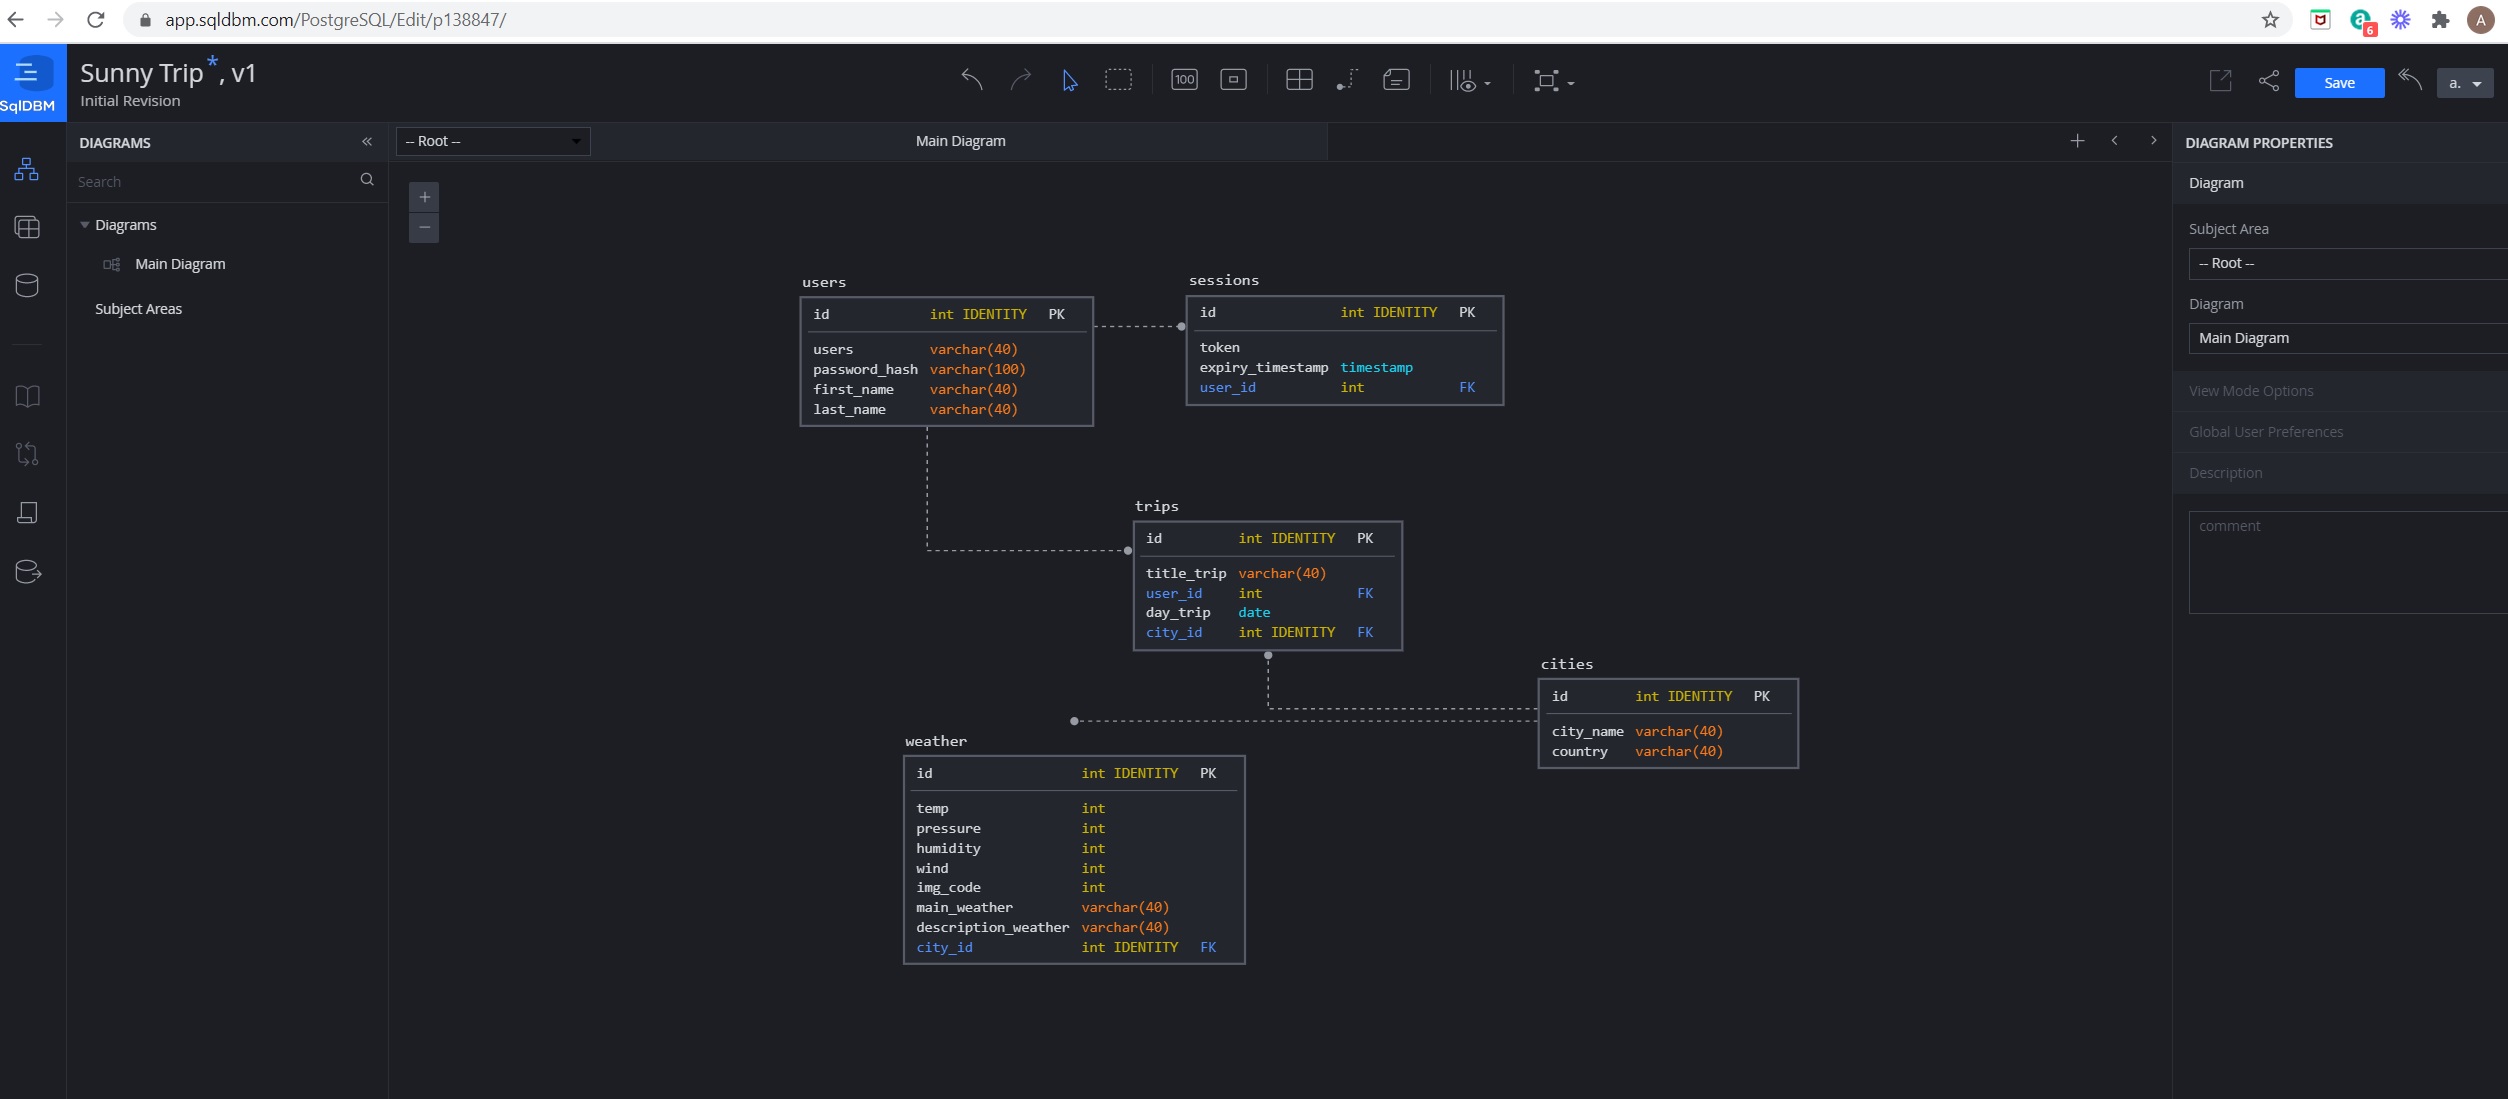 app.sqldbm.com/PostgreSQL/Edit/p138847/
6
A
SqlDBM
Sunny Trip*, v1
Initial Revision
100
Save
a.
DIAGRAMS
Search
Diagrams
Main Diagram
Subject Areas
-- Root --
Main Diagram
+
−
users
id int IDENTITY PK
users varchar(40)
password_hash varchar(100)
first_name varchar(40)
last_name varchar(40)
sessions
id int IDENTITY PK
token
expiry_timestamp timestamp
user_id int FK
trips
id int IDENTITY PK
title_trip varchar(40)
user_id int FK
day_trip date
city_id int IDENTITY FK
cities
id int IDENTITY PK
city_name varchar(40)
country varchar(40)
weather
id int IDENTITY PK
temp int
pressure int
humidity int
wind int
img_code int
main_weather varchar(40)
description_weather varchar(40)
city_id int IDENTITY FK
DIAGRAM PROPERTIES
Diagram
Subject Area
-- Root --
Diagram
Main Diagram
View Mode Options
Global User Preferences
Description
comment